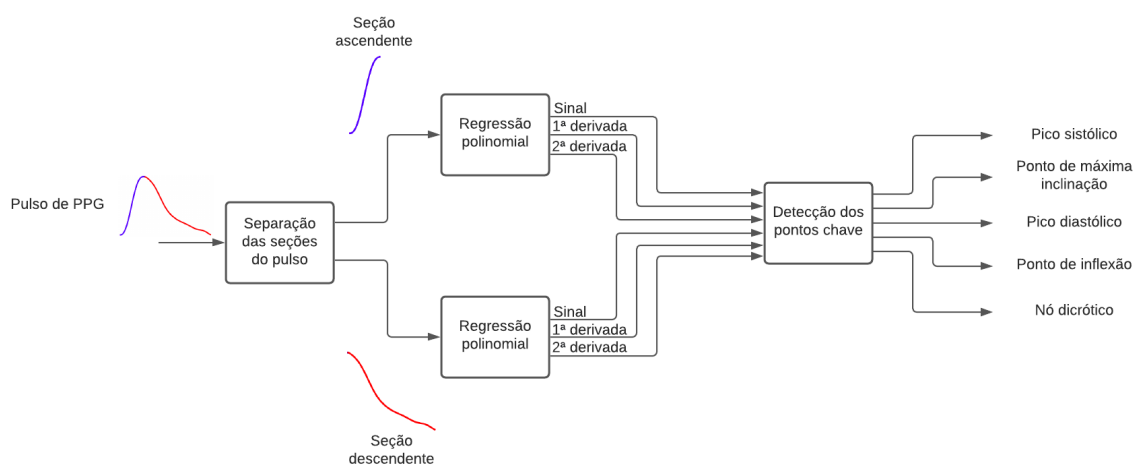 Seção
ascendente
Pulso de PPG
Separação
das seções
do pulso
Regressão
polinomial
Sinal
1ª derivada
2ª derivada
Regressão
polinomial
Sinal
1ª derivada
2ª derivada
Seção
descendente
Detecção dos
pontos chave
Pico sistólico
Ponto de máxima
inclinação
Pico diastólico
Ponto de inflexão
Nó dicrótico